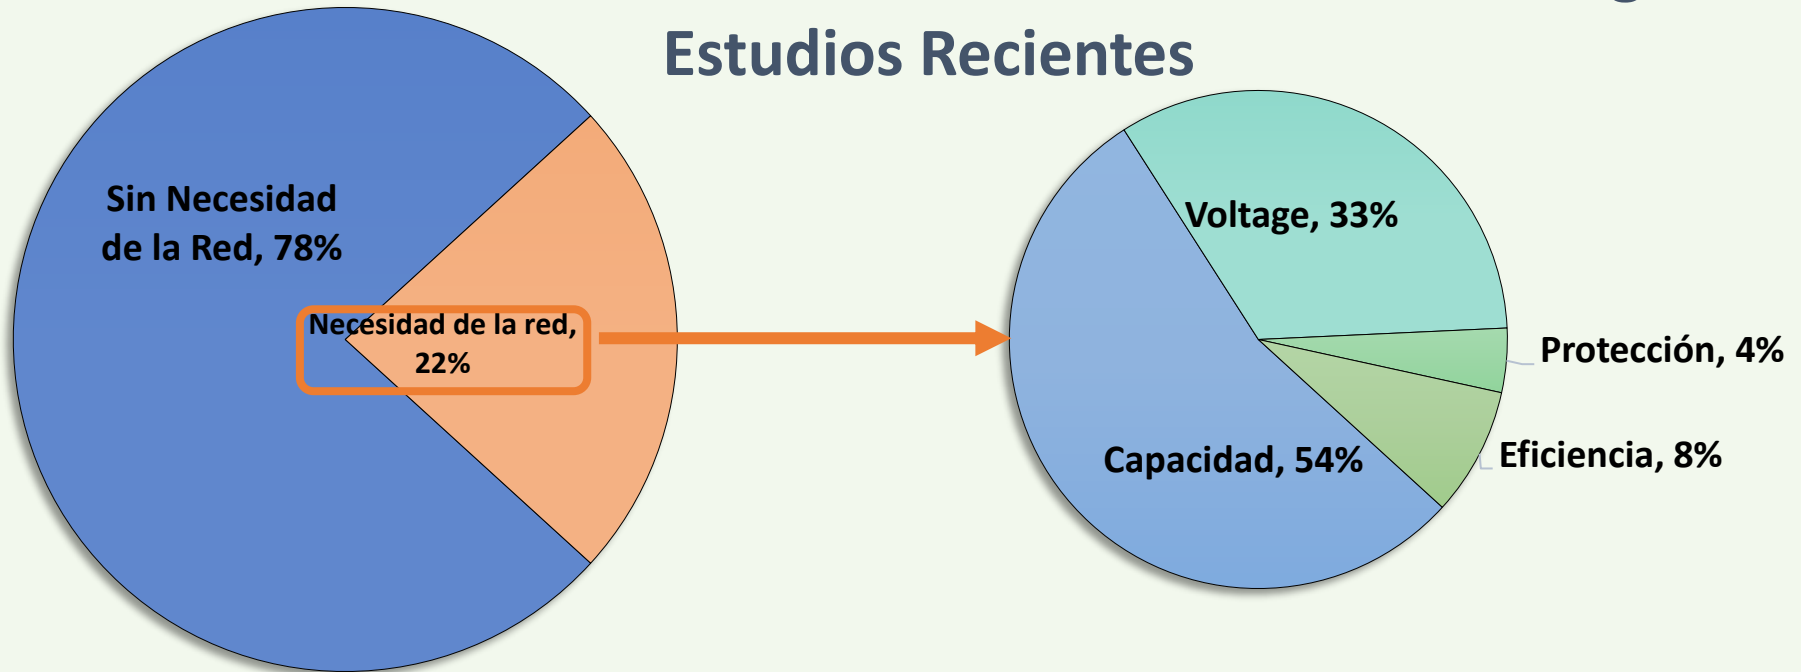 Estudios Recientes
Sin Necesidad
de la Red, 78%
Necesidad de la red,
22%
Voltage, 33%
Protección, 4%
Eficiencia, 8%
Capacidad, 54%